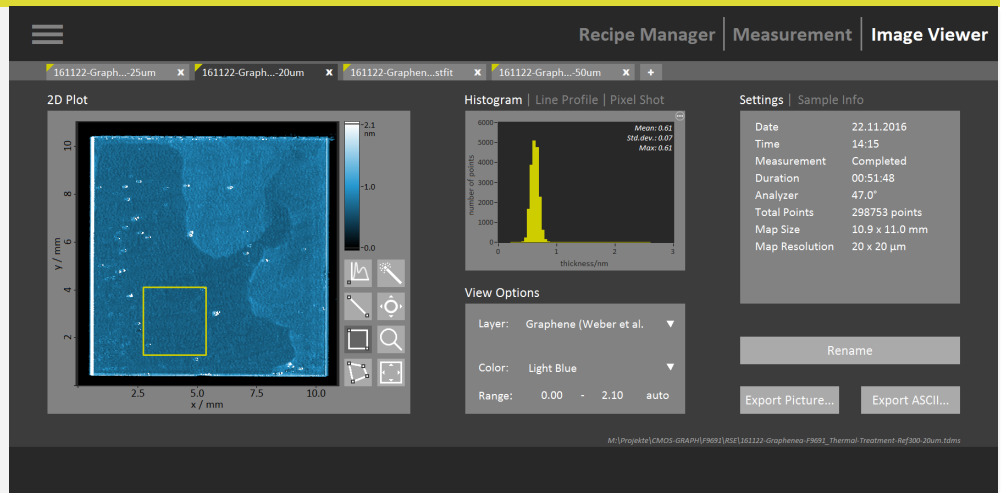 Recipe Manager | Measurement | Image Viewer
161122-Graph...-25um x
161122-Graph...-20um x
161122-Graphen...stfit x
161122-Graph...-50um x
+
2D Plot
2.1
nm
1.0
0.0
10
8
6
4
2
y / mm
2.5 5.0 7.5 10.0
x / mm
Histogram | Line Profile | Pixel Shot
Mean: 0.61
Std.dev.: 0.07
Max: 0.61
6000
5000
4000
3000
2000
1000
0
number of points
0 1 2 3
thickness/nm
View Options
Layer: Graphene (Weber et al. ▼
Color: Light Blue ▼
Range: 0.00 - 2.10 auto
Settings | Sample Info
Date 22.11.2016
Time 14:15
Measurement Completed
Duration 00:51:48
Analyzer 47.0°
Total Points 298753 points
Map Size 10.9 x 11.0 mm
Map Resolution 20 x 20 µm
Rename
Export Picture... Export ASCII...
M:\Projekte\CMOS-GRAPH\F9691\RSE\161122-Graphenea-F9691_Thermal-Treatment-Ref300-20um.tdms